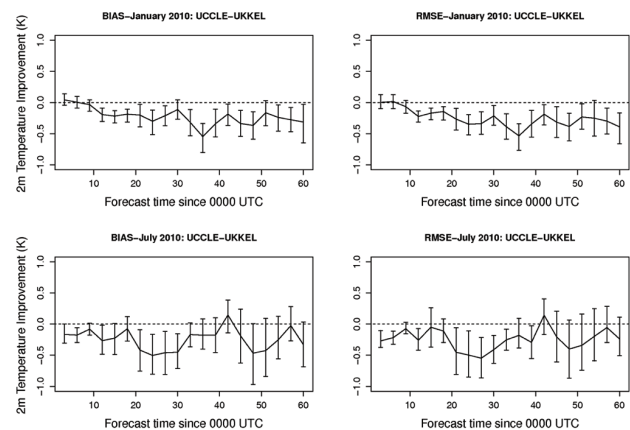 BIAS–January 2010: UCCLE–UKKEL
RMSE–January 2010: UCCLE–UKKEL
2m Temperature Improvement (K)
1.0
0.5
0.0
−0.5
−1.0
10 20 30 40 50 60
Forecast time since 0000 UTC
1.0
0.5
0.0
−0.5
−1.0
10 20 30 40 50 60
Forecast time since 0000 UTC
BIAS–July 2010: UCCLE–UKKEL
RMSE–July 2010: UCCLE–UKKEL
2m Temperature Improvement (K)
1.0
0.5
0.0
−0.5
−1.0
10 20 30 40 50 60
Forecast time since 0000 UTC
1.0
0.5
0.0
−0.5
−1.0
10 20 30 40 50 60
Forecast time since 0000 UTC